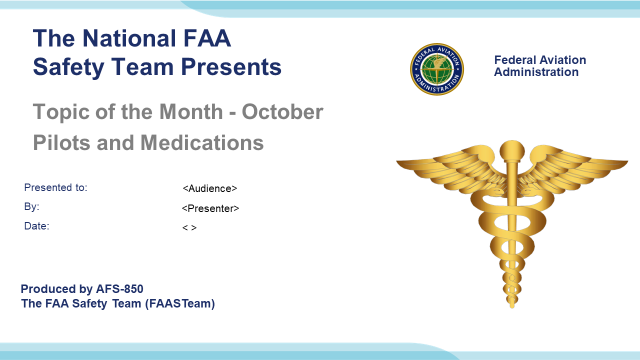 The National FAA
Safety Team Presents
Federal Aviation
Administration
FEDERAL AVIATION
ADMINISTRATION
Topic of the Month - October
Pilots and Medications
Presented to: <Audience>
By: <Presenter>
Date: < >
Produced by AFS-850
The FAA Safety Team (FAASTeam)